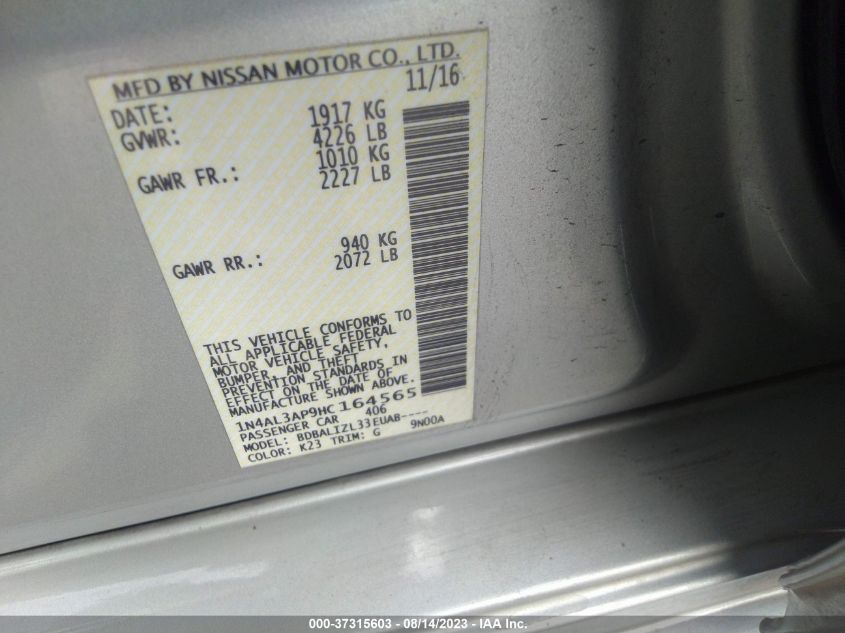 MFD BY NISSAN MOTOR CO., LTD.
DATE: 11/16
GVWR: 1917 KG
4226 LB
GAWR FR.: 1010 KG
2227 LB
GAWR RR.: 940 KG
2072 LB
THIS VEHICLE CONFORMS TO
ALL APPLICABLE FEDERAL
MOTOR VEHICLE SAFETY,
BUMPER, AND THEFT
PREVENTION STANDARDS IN
EFFECT ON THE DATE OF
MANUFACTURE SHOWN ABOVE.
1N4AL3AP9HC164565
PASSENGER CAR 406
MODEL: BDBALIZL33EUAB----
COLOR: K23 TRIM: G 9N00A
000-37315603 - 08/14/2023 - IAA Inc.